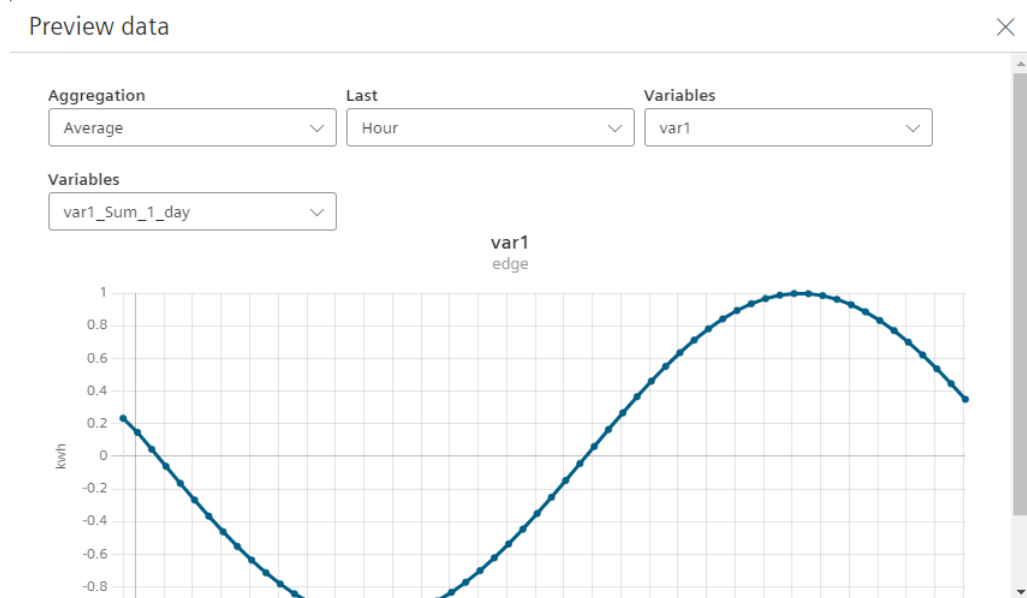 Preview data
Aggregation Last Variables
Average Hour var1
Variables
var1_Sum_1_day
var1
edge
1
0.8
0.6
0.4
0.2
kwh
0
-0.2
-0.4
-0.6
-0.8